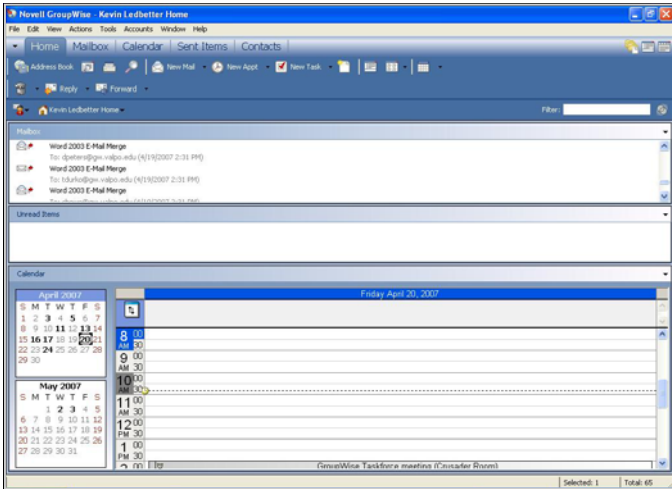 Novell GroupWise - Kevin Ledbetter Home
File Edit View Actions Tools Accounts Window Help
Home Mailbox Calendar Sent Items Contacts
Address Book New Mail New Appt New Task
Reply Forward
Kevin Ledbetter Home Filter:
Mailbox
Word 2003 E-Mail Merge
To: dpeters@gw.valpo.edu (4/19/2007 2:31 PM)
Word 2003 E-Mail Merge
To: tdurko@gw.valpo.edu (4/19/2007 2:31 PM)
Word 2003 E-Mail Merge
Unread Items
Calendar
April 2007
S M T W T F S
1 2 3 4 5 6 7
8 9 10 11 12 13 14
15 16 17 18 19 20 21
22 23 24 25 26 27 28
29 30
May 2007
S M T W T F S
1 2 3 4 5
6 7 8 9 10 11 12
13 14 15 16 17 18 19
20 21 22 23 24 25 26
27 28 29 30 31
Friday April 20, 2007
8 00
AM 30
9 00
AM 30
10 00
AM 30
11 00
AM 30
12 00
PM 30
1 00
PM 30
2 00
GroupWise Taskforce meeting (Crusader Room)
Selected: 1 Total: 65